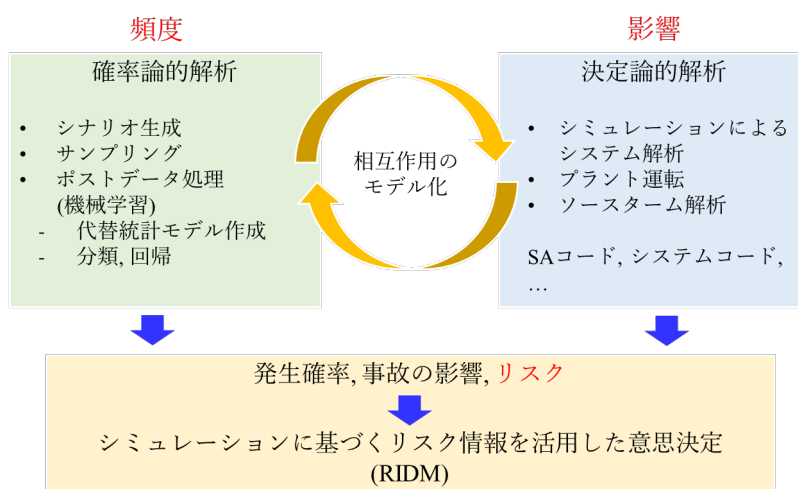 頻度
確率論的解析
• シナリオ生成
• サンプリング
• ポストデータ処理
(機械学習)
- 代替統計モデル作成
- 分類, 回帰
相互作用の
モデル化
影響
決定論的解析
• シミュレーションによる
システム解析
• プラント運転
• ソースターム解析
SAコード, システムコード,
…
発生確率, 事故の影響, リスク
シミュレーションに基づくリスク情報を活用した意思決定
(RIDM)